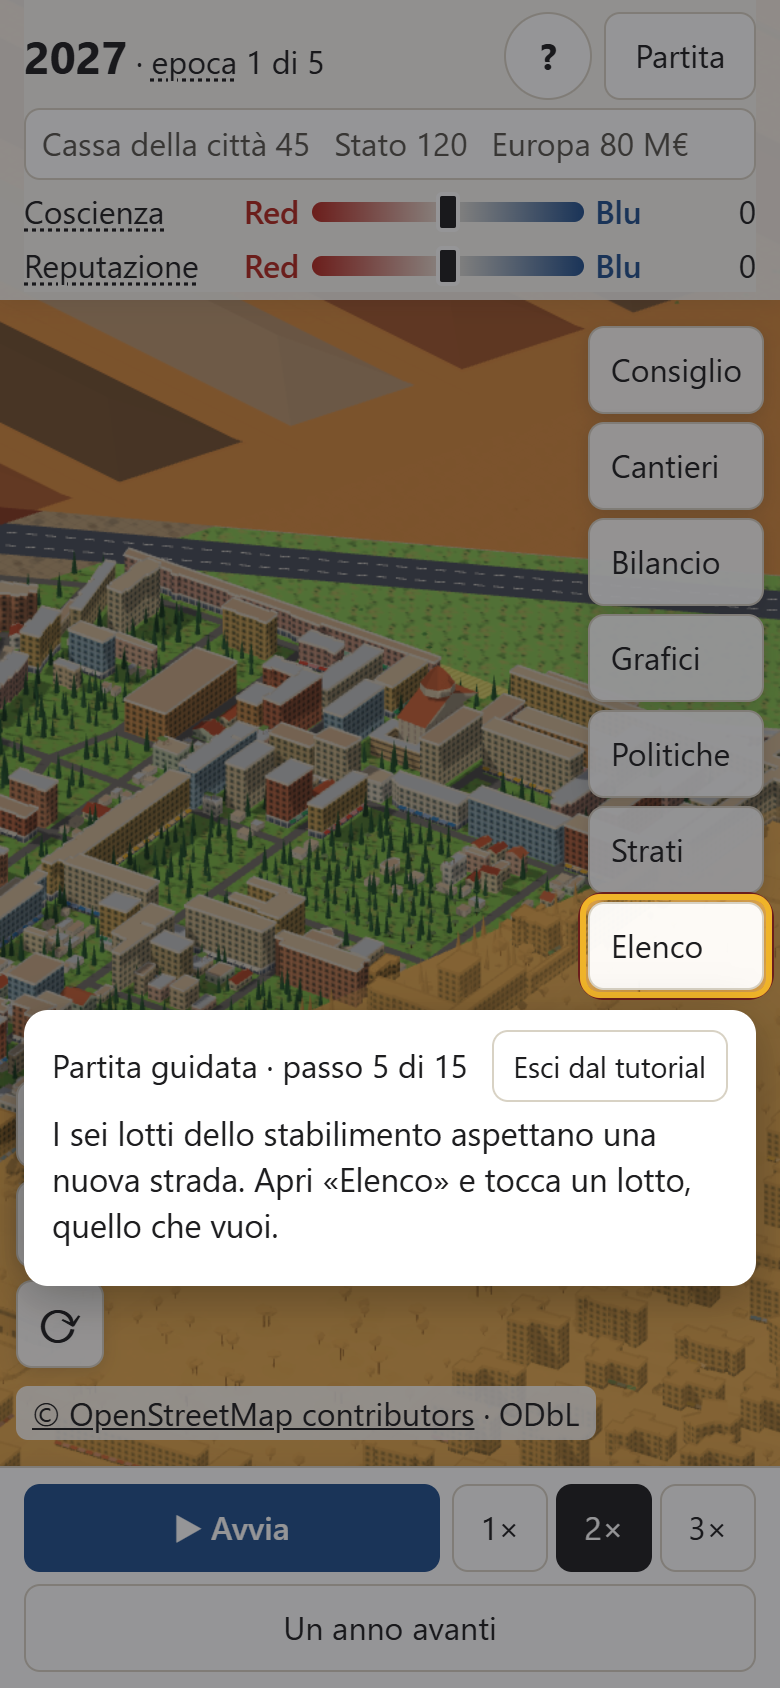 2027 · epoca 1 di 5
?
Partita
Cassa della città 45 Stato 120 Europa 80 M€
Coscienza Red Blu 0
Reputazione Red Blu 0
Consiglio
Cantieri
Bilancio
Grafici
Politiche
Strati
Elenco
Partita guidata · passo 5 di 15
Esci dal tutorial
I sei lotti dello stabilimento aspettano una
nuova strada. Apri «Elenco» e tocca un lotto,
quello che vuoi.
© OpenStreetMap contributors · ODbL
▶ Avvia
1×
2×
3×
Un anno avanti